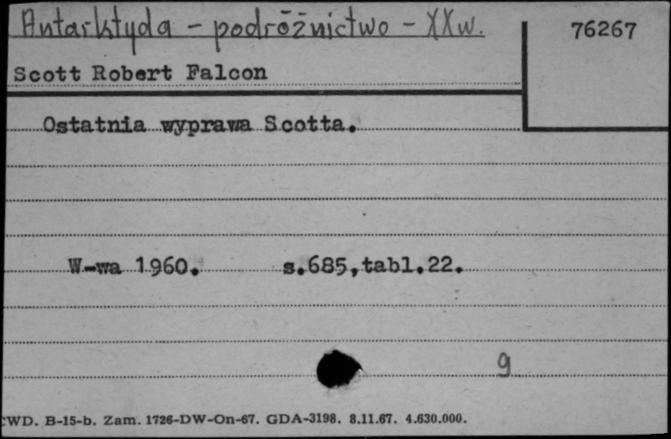 Antarktyda - podróżnictwo - XXw.
76267
Scott Robert Falcon
Ostatnia wyprawa Scotta.
W-wa 1960. s.685,tabl.22.
9
CWD. B-15-b. Zam. 1726-DW-On-67. GDA-3198. 8.11.67. 4.630.000.